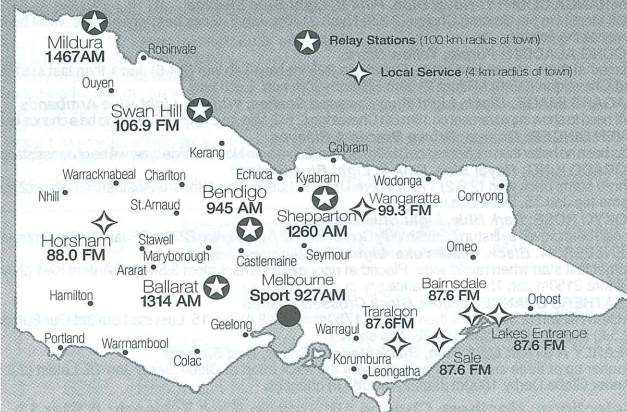 Mildura
1467AM
Robinvale
Relay Stations (100 km radius of town)
Ouyen
Local Service (4 km radius of town)
Swan Hill
106.9 FM
Kerang
Cobram
Warracknabeal
Charlton
Echuca
Kyabram
Wodonga
Corryong
Nhill
St.Arnaud
Bendigo
945 AM
Wangaratta
99.3 FM
Shepparton
1260 AM
Horsham
88.0 FM
Stawell
Maryborough
Castlemaine
Seymour
Omeo
Ararat
Ballarat
1314 AM
Melbourne
Sport 927
Bairnsdale
87.6 FM
Orbost
Hamilton
Traralgon
87.6FM
Geelong
Warragul
Lakes Entrance
87.6 FM
Portland
Warrnambool
Colac
Korumburra
Leongatha
Sale
87.6 FM